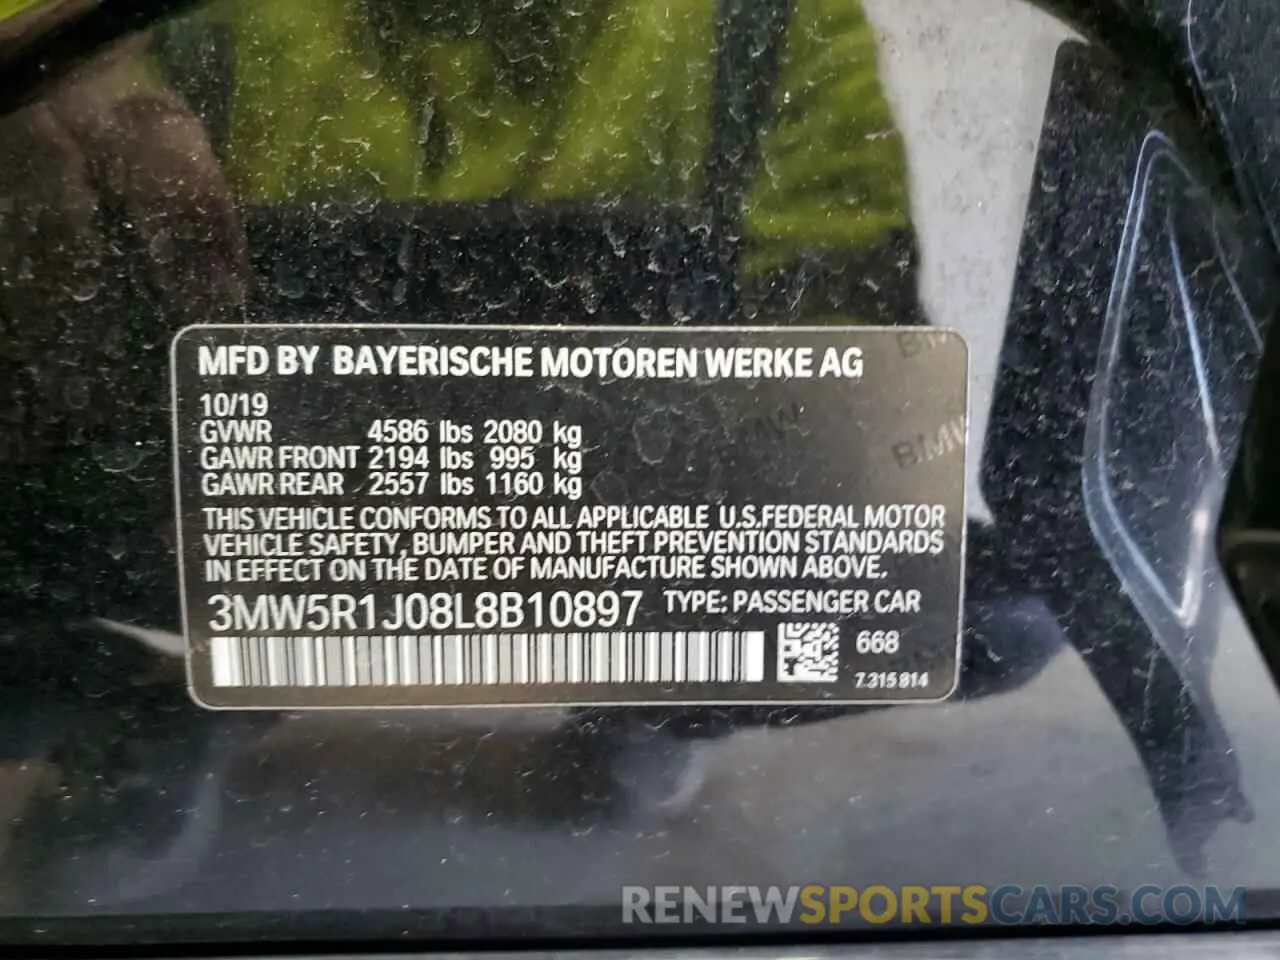 MFD BY BAYERISCHE MOTOREN WERKE AG
10/19
GVWR 4586 lbs 2080 kg
GAWR FRONT 2194 lbs 995 kg
GAWR REAR 2557 lbs 1160 kg
THIS VEHICLE CONFORMS TO ALL APPLICABLE U.S.FEDERAL MOTOR
VEHICLE SAFETY, BUMPER AND THEFT PREVENTION STANDARDS
IN EFFECT ON THE DATE OF MANUFACTURE SHOWN ABOVE.
3MW5R1J08L8B10897 TYPE: PASSENGER CAR
668
7.315 814
BMW
BMW
BMW
RENEWSPORTSCARS.COM